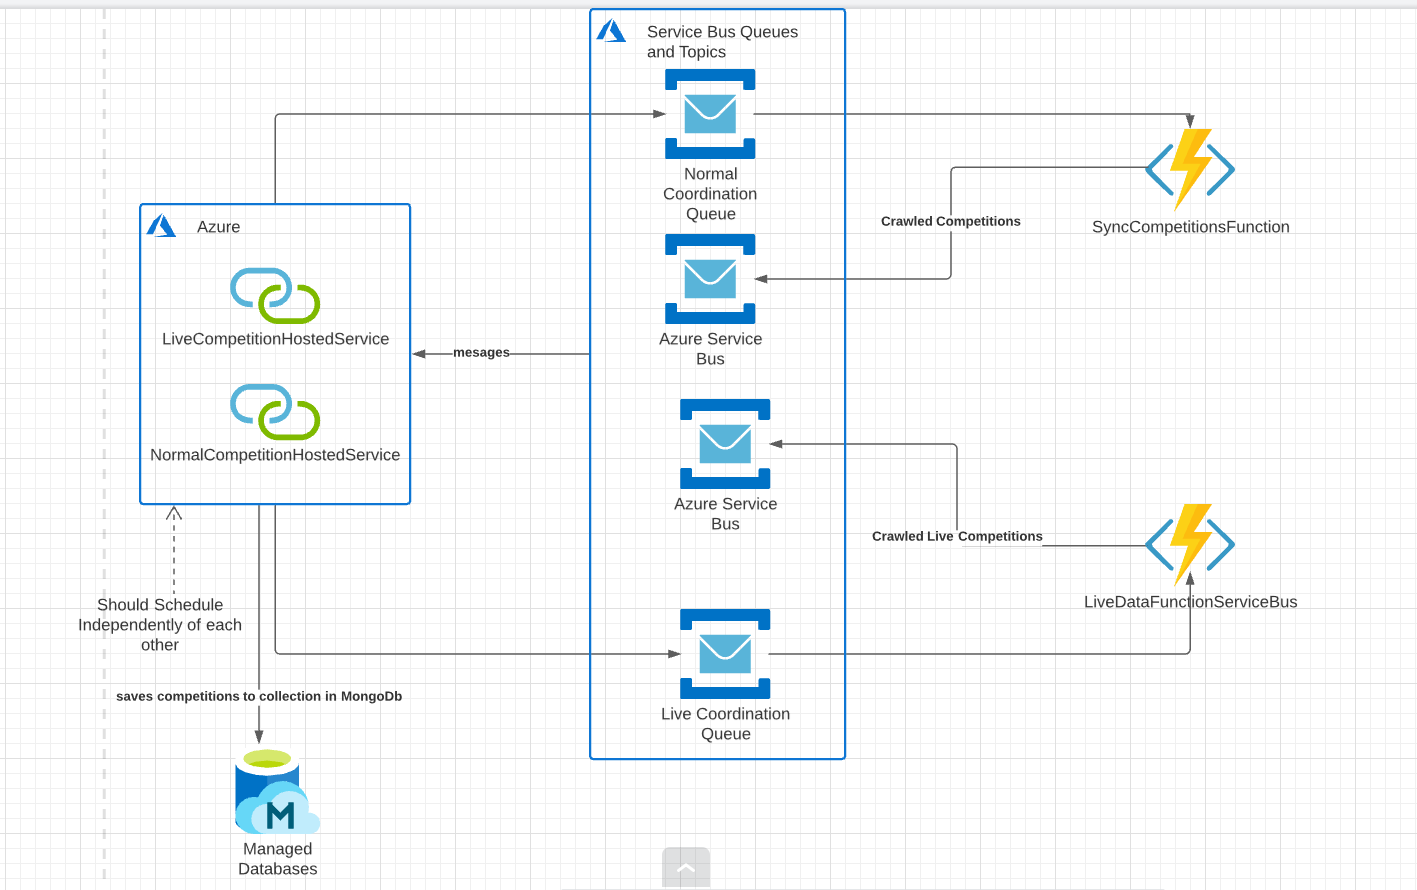 Service Bus Queues
and Topics
Normal
Coordination
Queue
Crawled Competitions
SyncCompetitionsFunction
Azure
LiveCompetitionHostedService
Azure Service
Bus
mesages
NormalCompetitionHostedService
Azure Service
Bus
Crawled Live Competitions
LiveDataFunctionServiceBus
Should Schedule
Independently of each
other
saves competitions to collection in MongoDb
Live Coordination
Queue
M
Managed
Databases